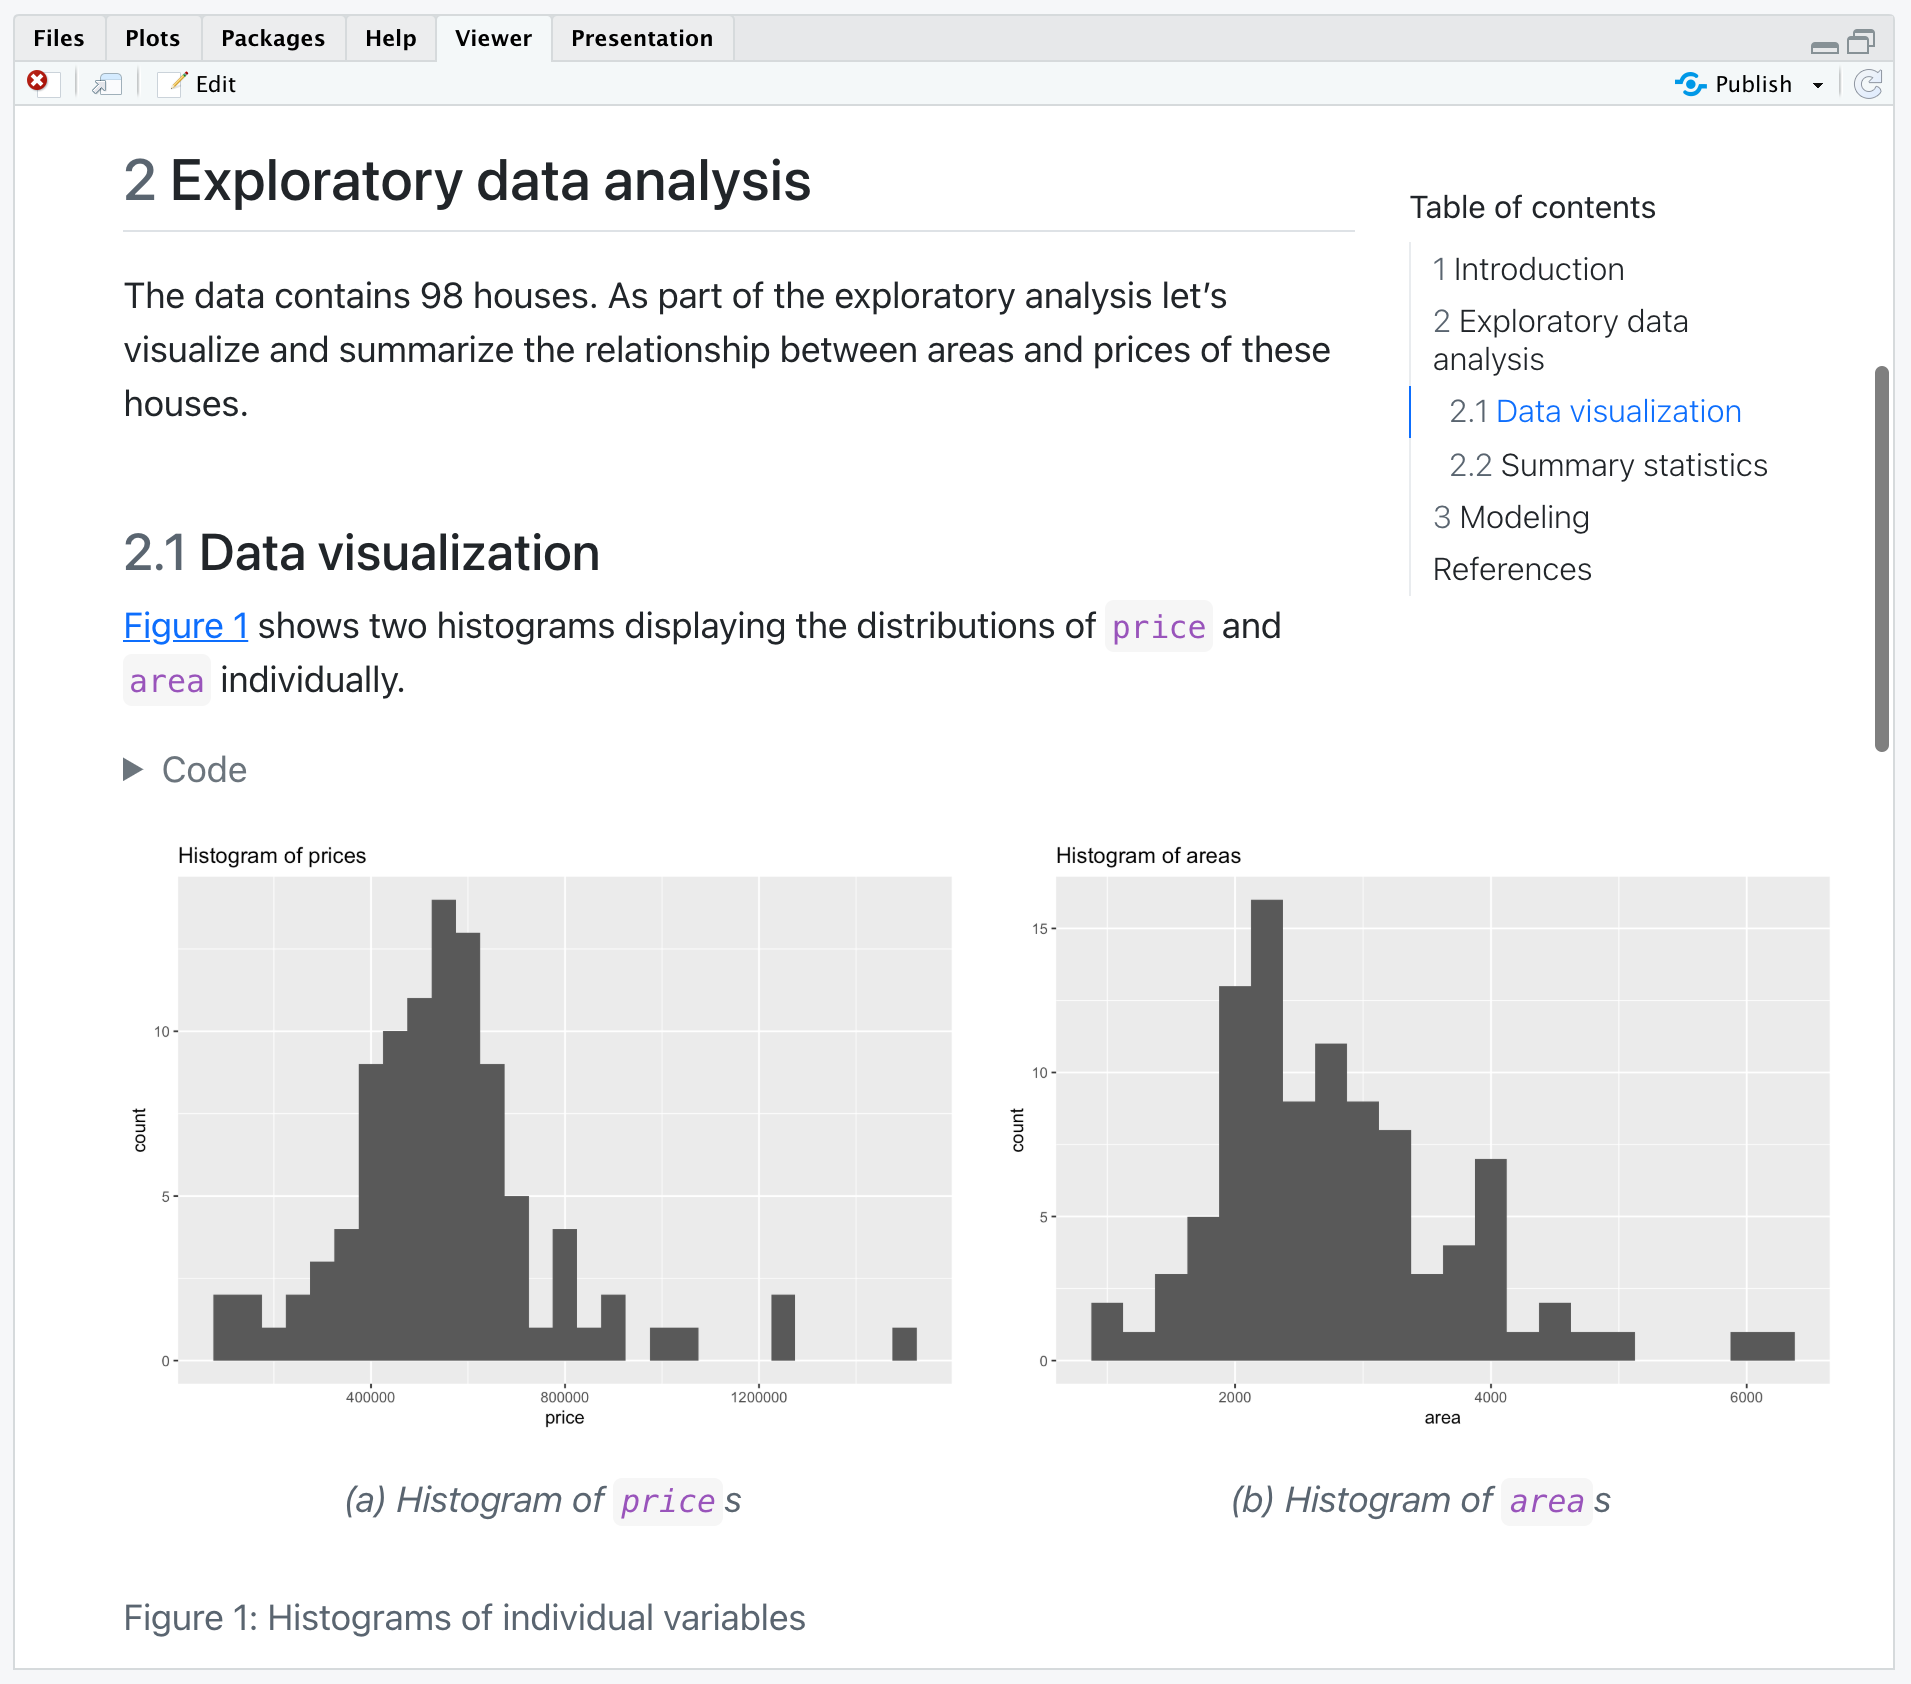 Files Plots Packages Help Viewer Presentation
Edit Publish
2 Exploratory data analysis
The data contains 98 houses. As part of the exploratory analysis let’s
visualize and summarize the relationship between areas and prices of these
houses.
2.1 Data visualization
Figure 1 shows two histograms displaying the distributions of price and
area individually.
Code
Table of contents
1 Introduction
2 Exploratory data
analysis
2.1 Data visualization
2.2 Summary statistics
3 Modeling
References
Histogram of prices
count
10
5
0
400000 800000 1200000
price
(a) Histogram of prices
Histogram of areas
count
15
10
5
0
2000 4000 6000
area
(b) Histogram of areas
Figure 1: Histograms of individual variables